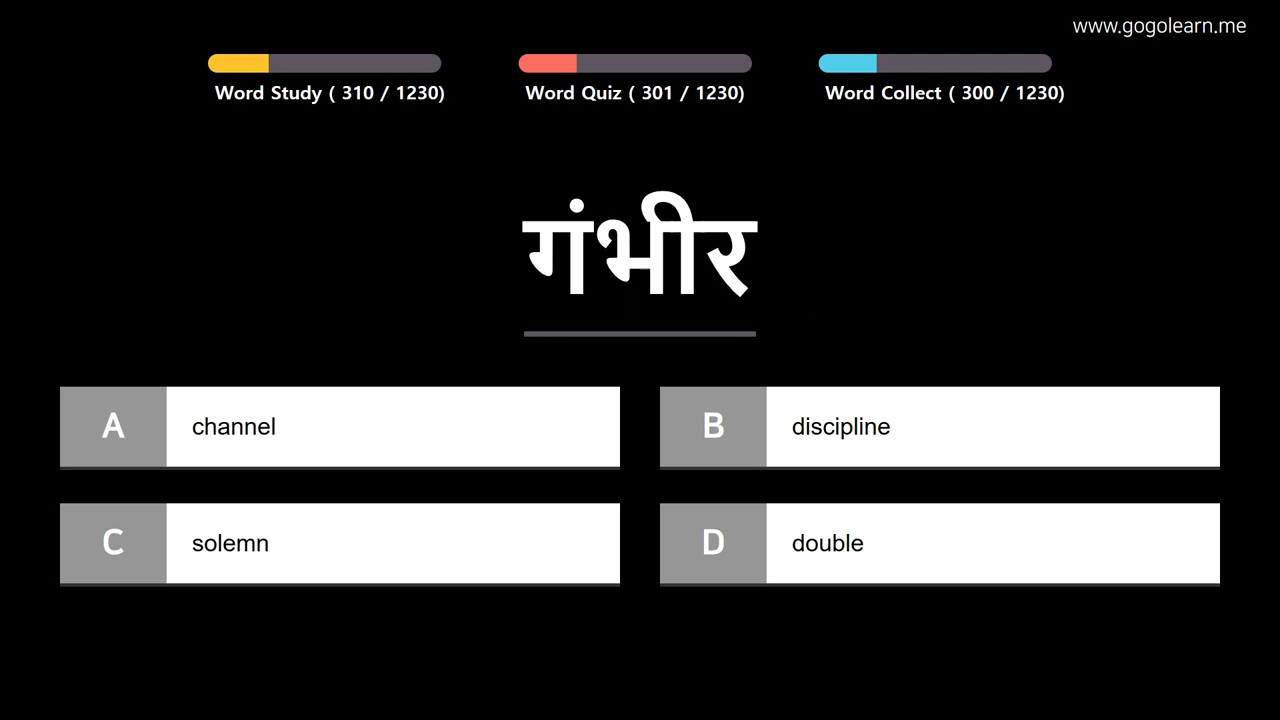 www.gogolearn.me
Word Study ( 310 / 1230)
Word Quiz ( 301 / 1230)
Word Collect ( 300 / 1230)
गंभीर
A channel
B discipline
C solemn
D double